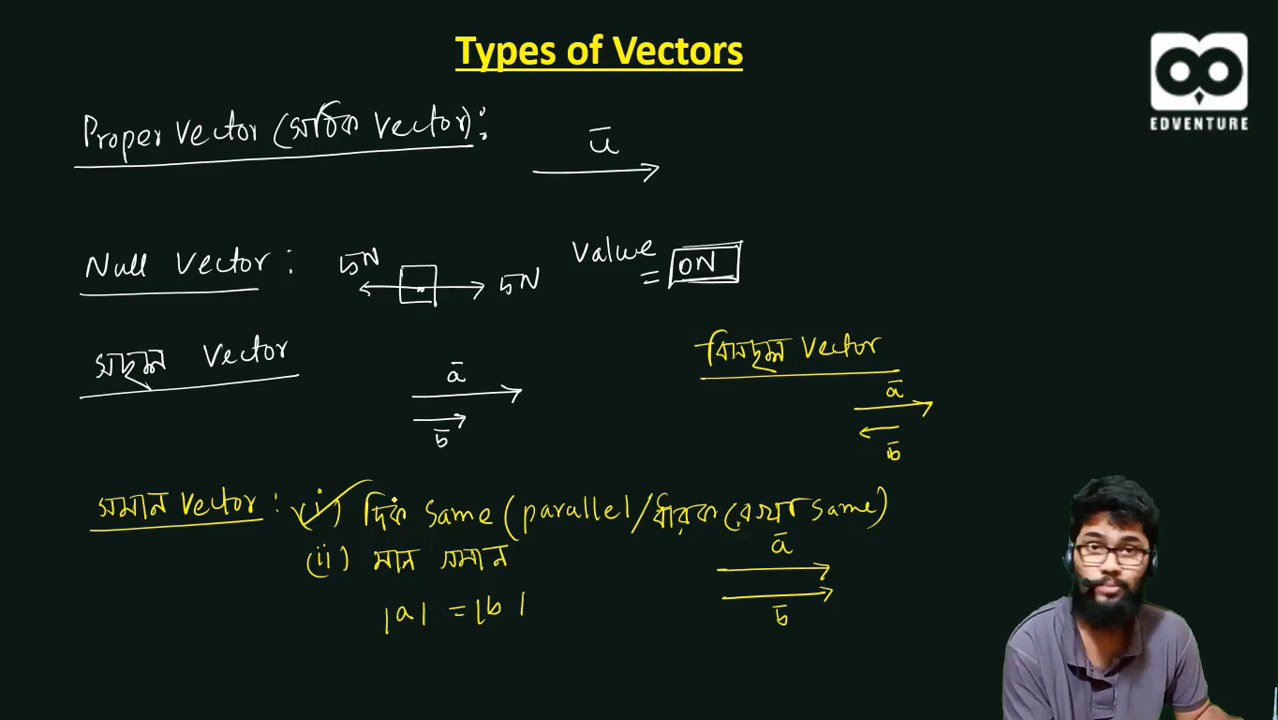 Types of Vectors
EDVENTURE
Proper Vector (সঠিক Vector):
u̅
Null Vector:
5N
5N
Value
= 0N
সদৃশ Vector
a̅
b̅
বিসদৃশ Vector
a̅
b̅
সমান Vector: (i) দিক same (parallel/ধারক রেখা same)
(ii) মান সমান
a̅
b̅
|a| = |b|